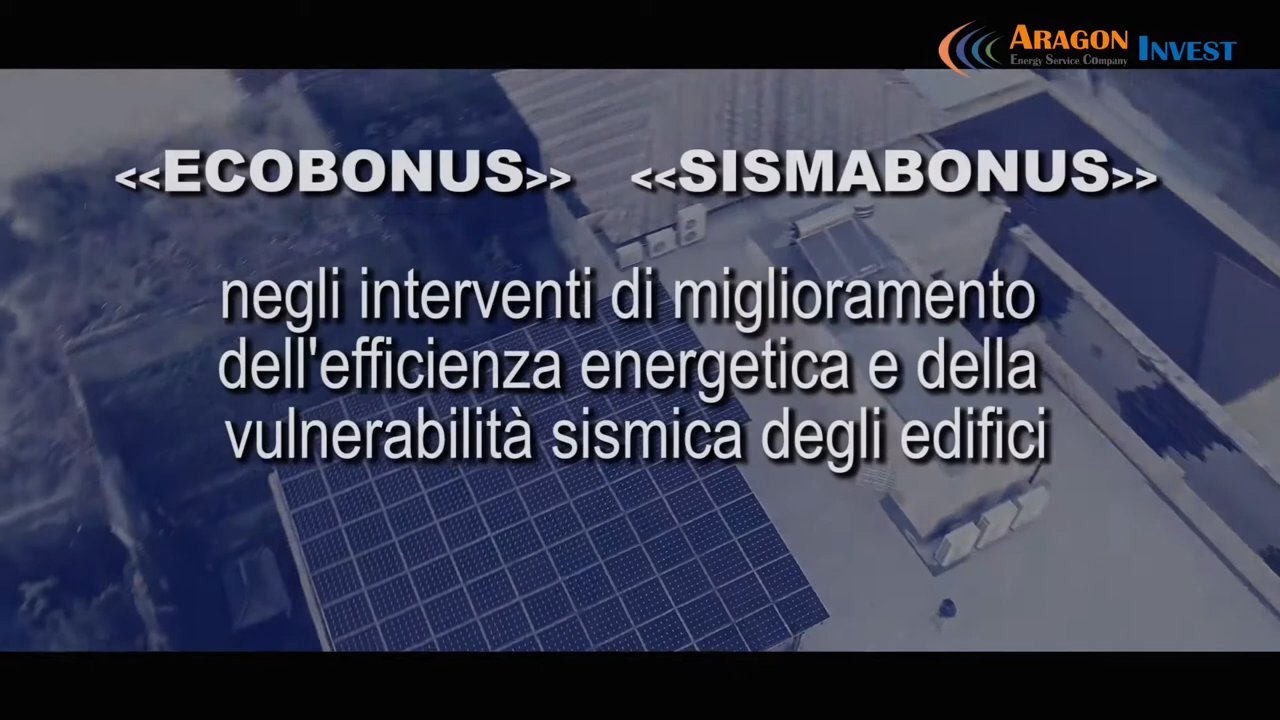 ARAGON INVEST
Energy Service Company
<<ECOBONUS>> <<SISMABONUS>>
negli interventi di miglioramento
dell'efficienza energetica e della
vulnerabilità sismica degli edifici